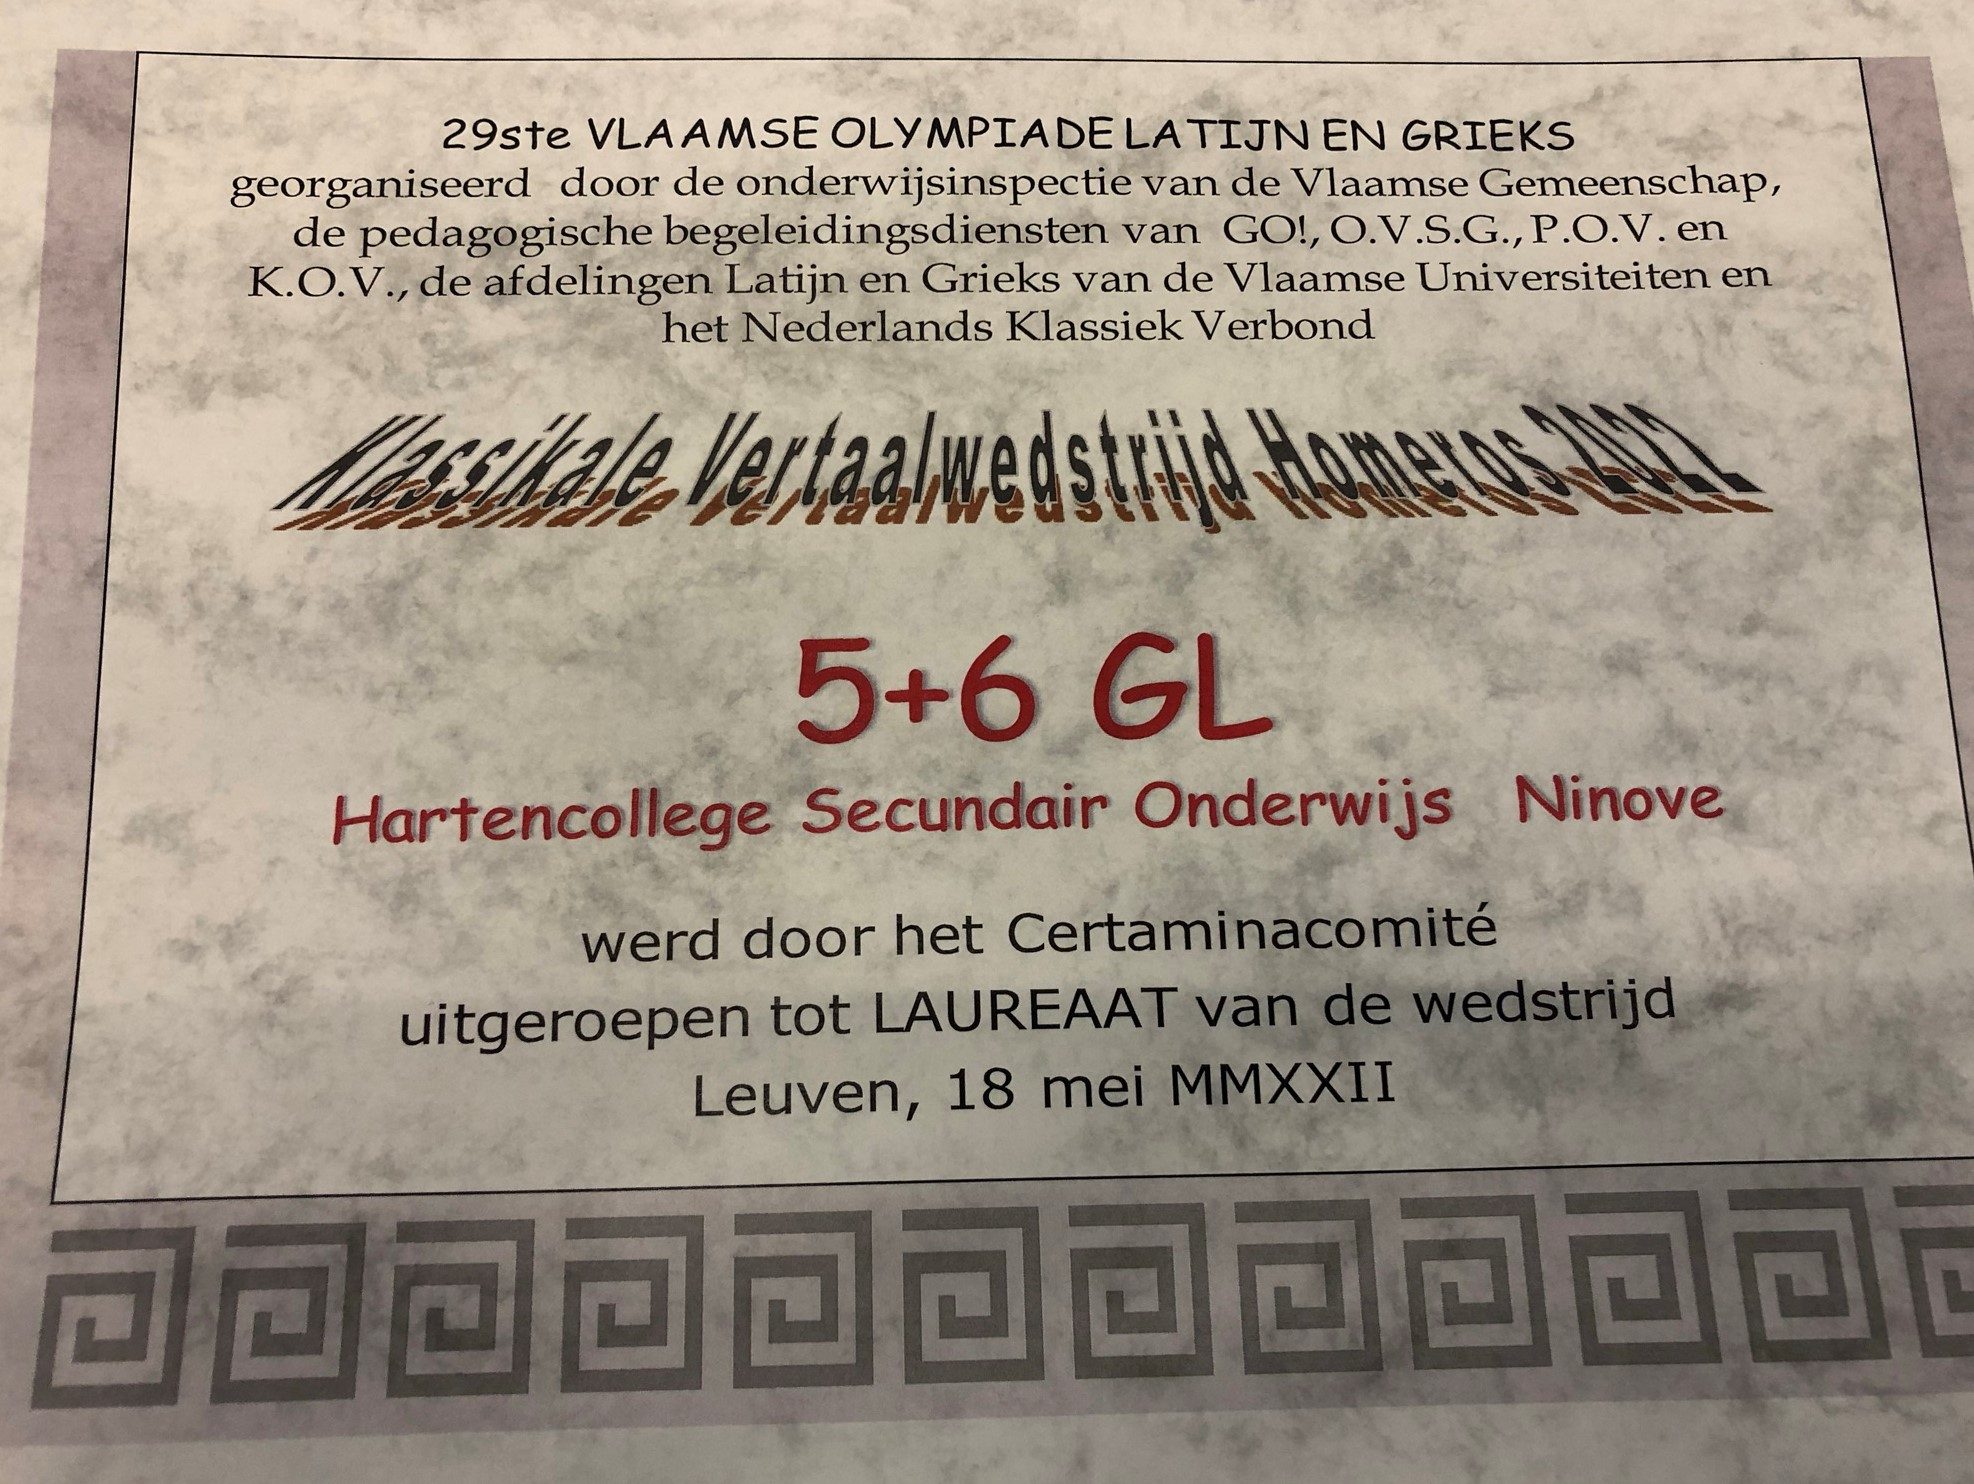 29ste VLAAMSE OLYMPIADE LATIJN EN GRIEKS
georganiseerd door de onderwijsinspectie van de Vlaamse Gemeenschap,
de pedagogische begeleidingsdiensten van GO!, O.V.S.G., P.O.V. en
K.O.V., de afdelingen Latijn en Grieks van de Vlaamse Universiteiten en
het Nederlands Klassiek Verbond
Klassikale Vertaalwedstrijd Homeros 2022
5+6 GL
Hartencollege Secundair Onderwijs Ninove
werd door het Certaminacomité
uitgeroepen tot LAUREAAT van de wedstrijd
Leuven, 18 mei MMXXII